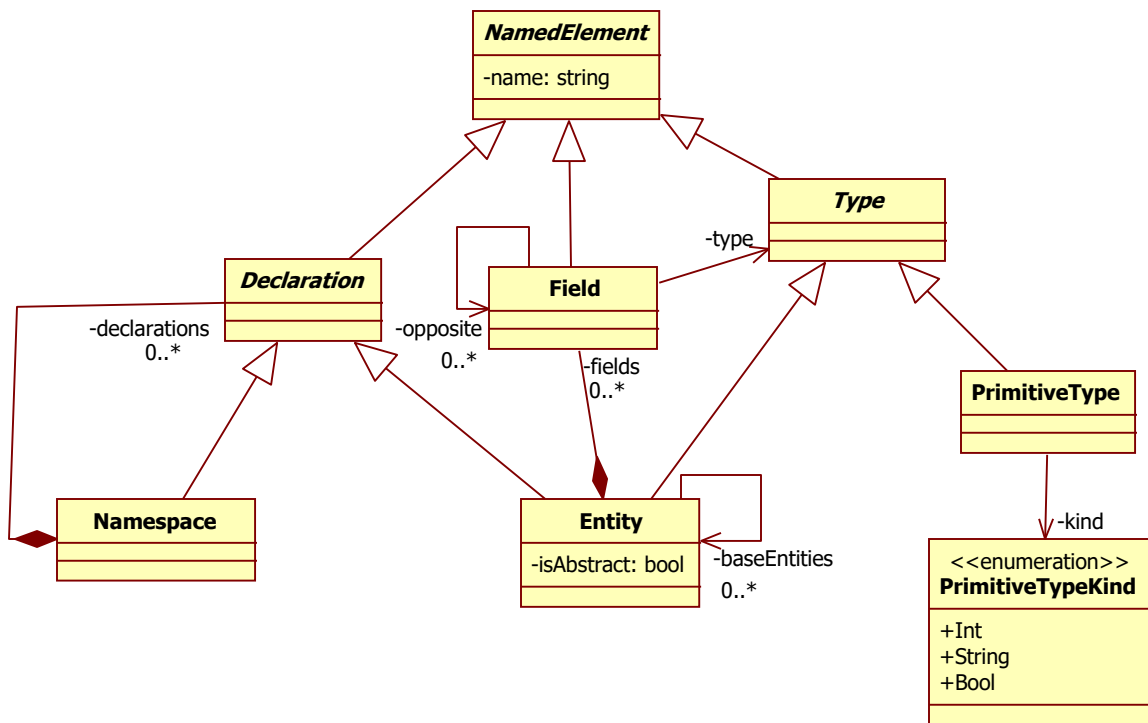 NamedElement
-name: string
Type
-type
Declaration
Field
-declarations
0..*
-opposite
0..*
-fields
0..*
PrimitiveType
Namespace
Entity
-isAbstract: bool
-baseEntities
0..*
-kind
<<enumeration>>
PrimitiveTypeKind
+Int
+String
+Bool